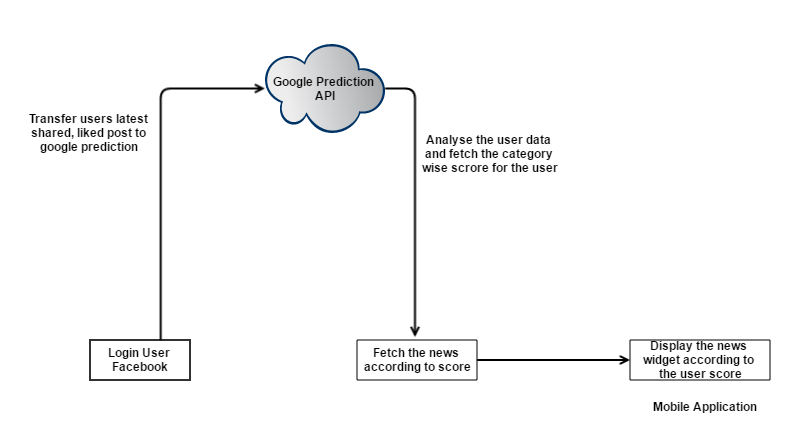 Google Prediction
API
Transfer users latest
shared, liked post to
google prediction
Analyse the user data
and fetch the category
wise scrore for the user
Login User
Facebook
Fetch the news
according to score
Display the news
widget according to
the user score
Mobile Application